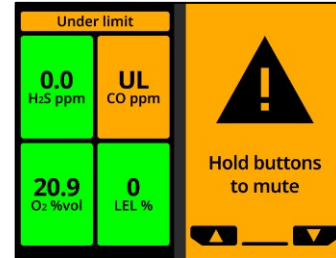 Under limit
0.0
H₂S ppm
UL
CO ppm
20.9
O₂ %vol
0
LEL %
!
Hold buttons
to mute